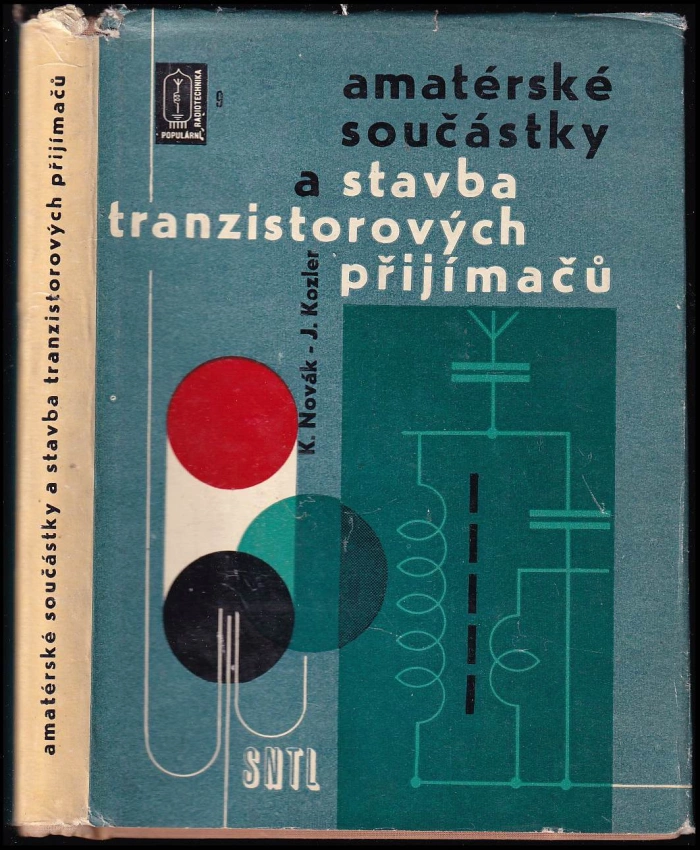 amatérské součástky a stavba tranzistorových přijímačů
POPULÁRNÍ
RADIOTECHNIKA
9
amatérské
součástky
a stavba
tranzistorových
přijímačů
K. Novák - J. Kozler
SNTL